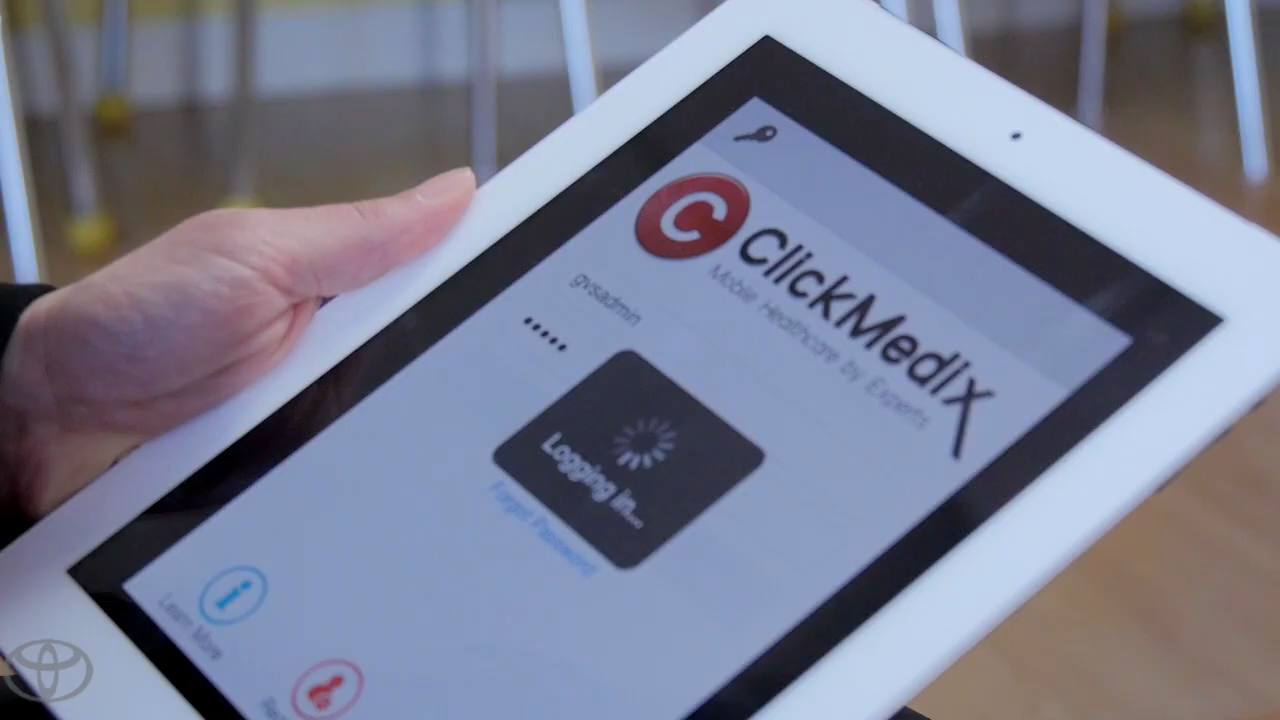 C ClickMedix
Mobile Healthcare by Experts
gvsadmin
•••••
Logging in...
Forgot Password
Learn More